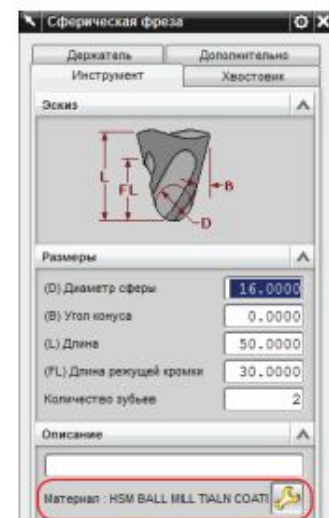 Сферическая фреза
Держатель Дополнительно
Инструмент Хвостовик
Эскиз
L
FL
B
D
Размеры
(D) Диаметр сферы 16.0000
(B) Угол конуса 0.0000
(L) Длина 50.0000
(FL) Длина режущей кромки 30.0000
Количество зубьев 2
Описание
Материал : HSM BALL MILL TIALN COATI